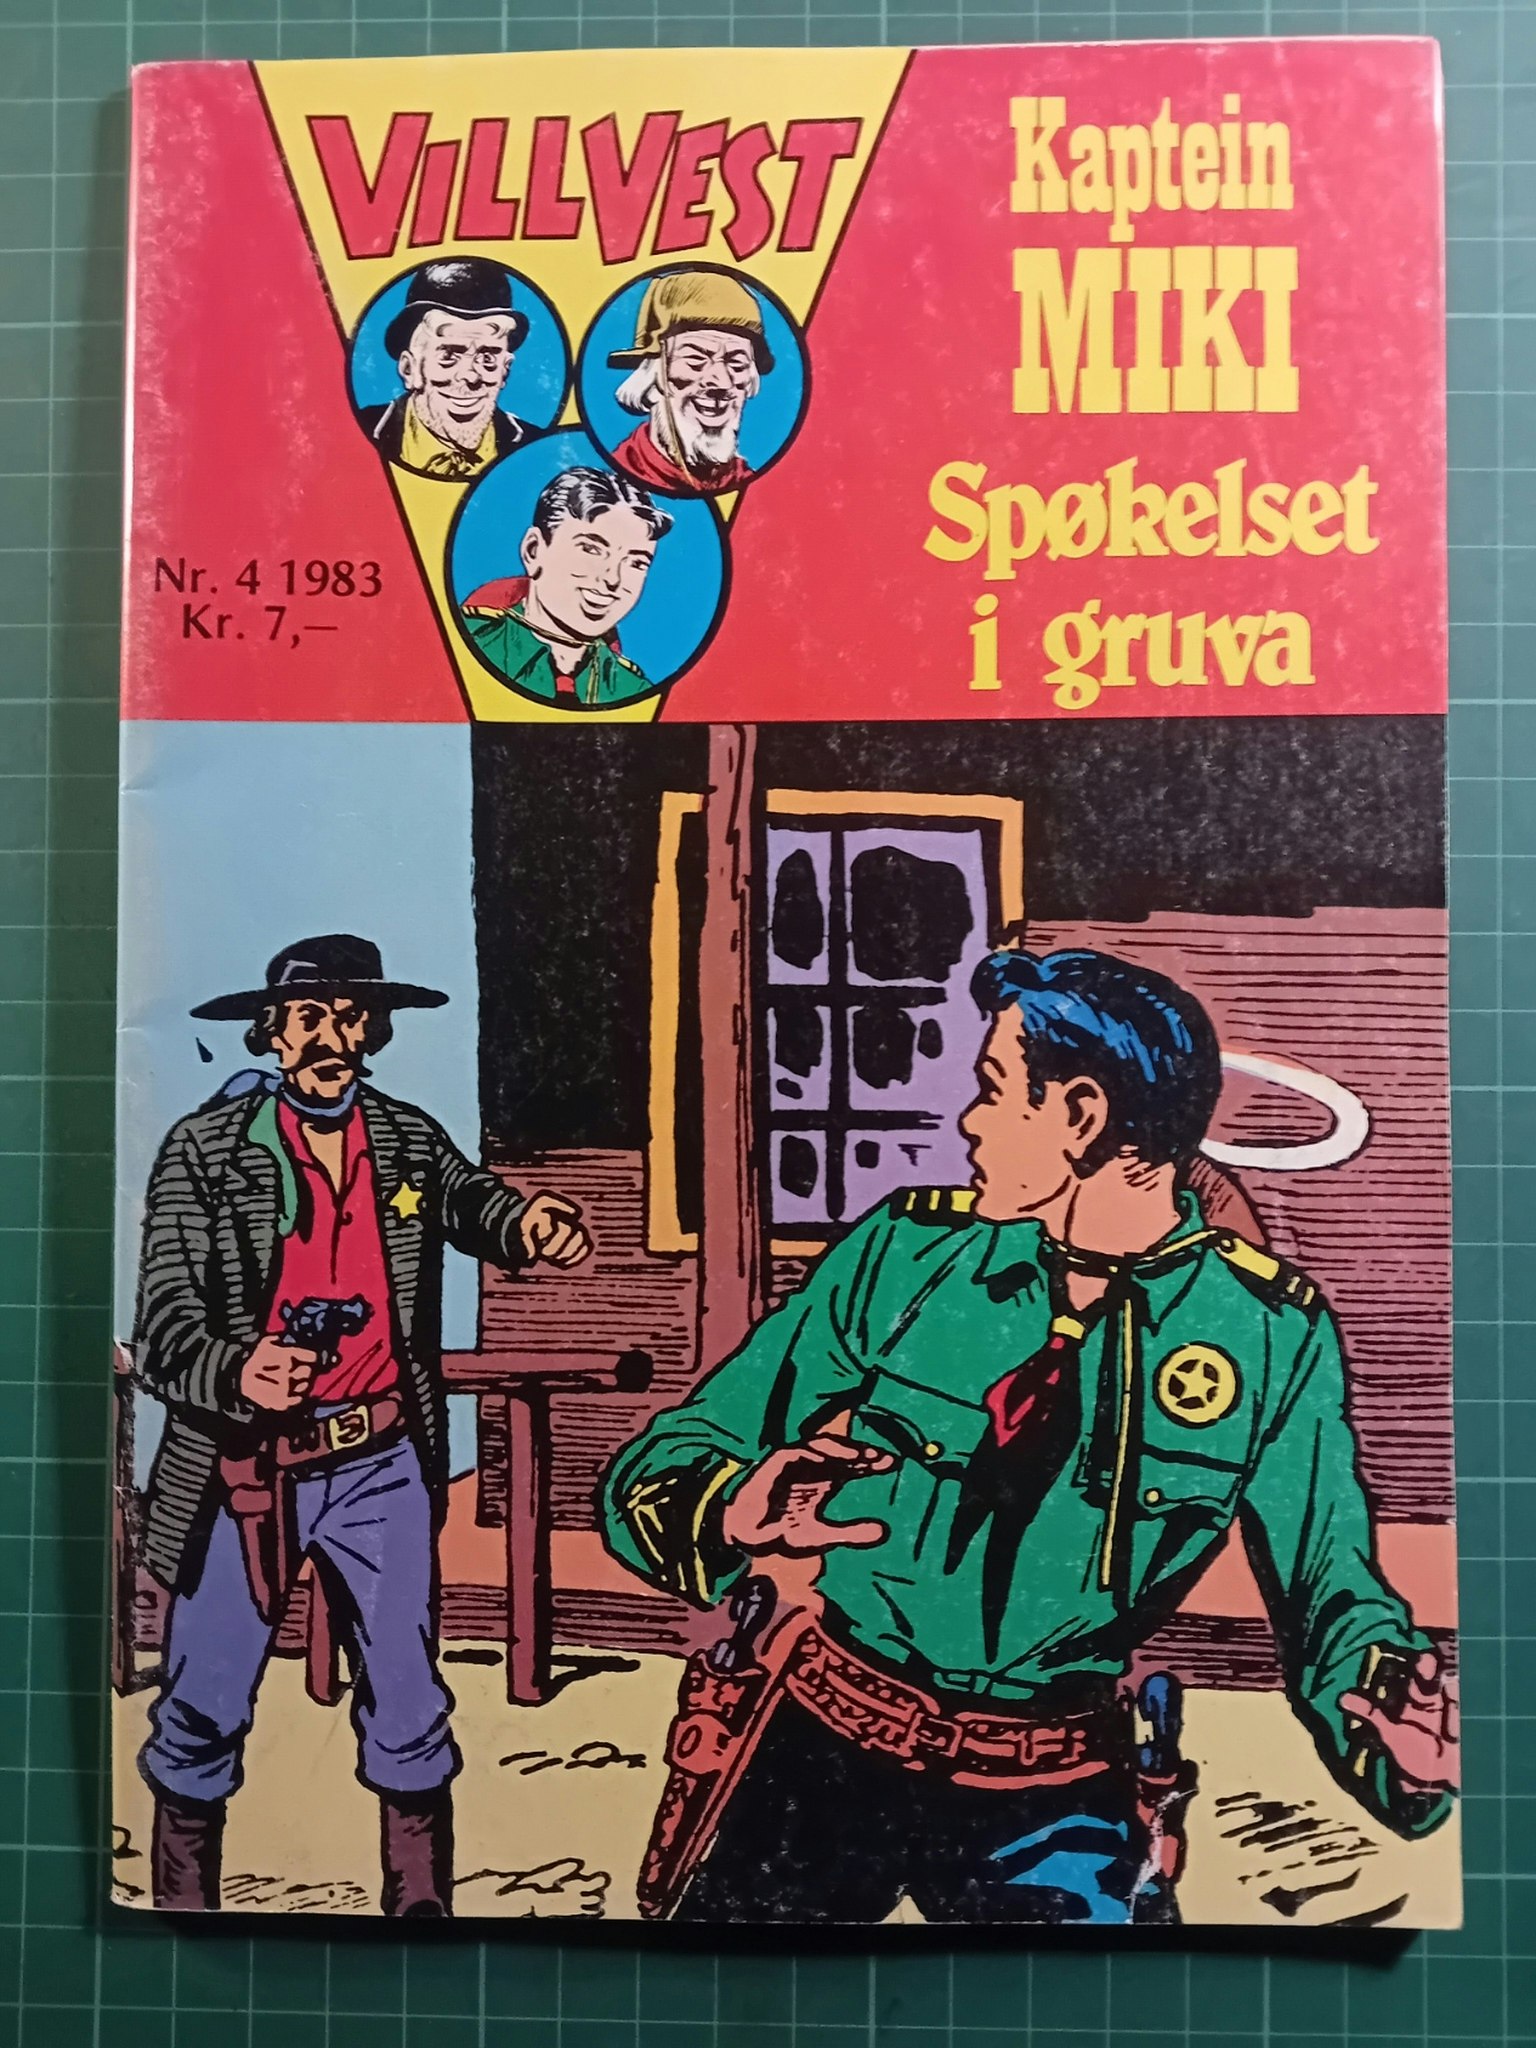 VILLVEST
Kaptein
MIKI
Spøkelset
i gruva
Nr. 4 1983
Kr. 7,–